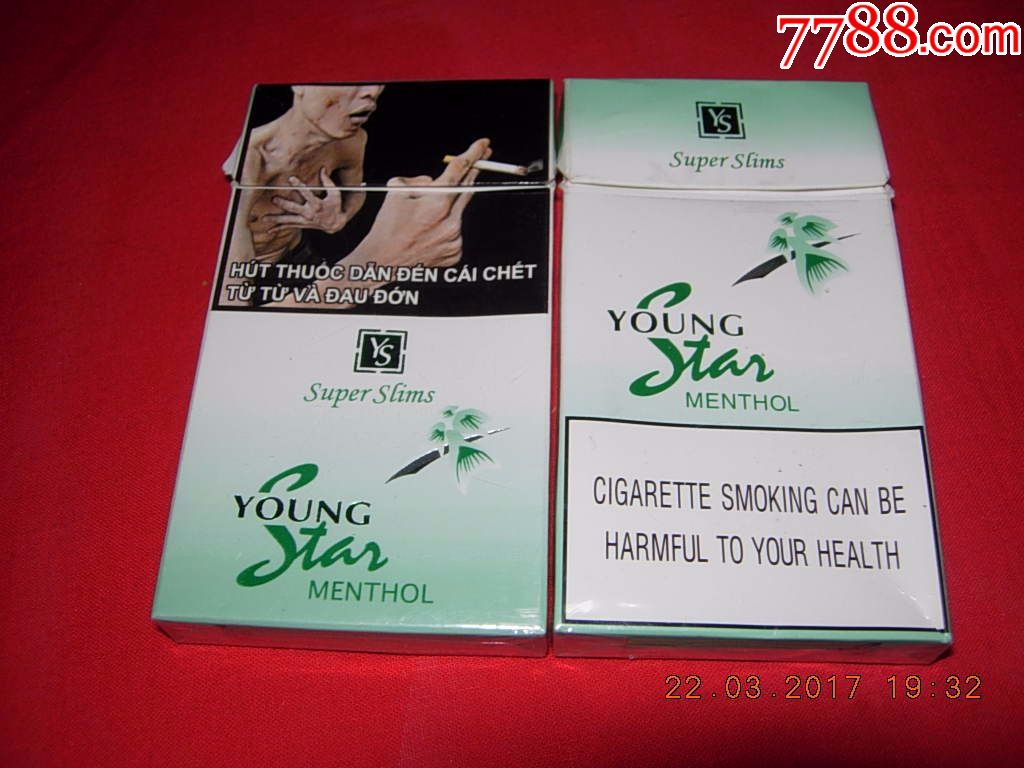 7788.com
HÚT THUỐC DẪN ĐẾN CÁI CHẾT
TỪ TỪ VÀ ĐAU ĐỚN
YS
Super Slims
YOUNG
Star
MENTHOL
YS
Super Slims
YOUNG
Star
MENTHOL
CIGARETTE SMOKING CAN BE
HARMFUL TO YOUR HEALTH
22.03.2017 19:32